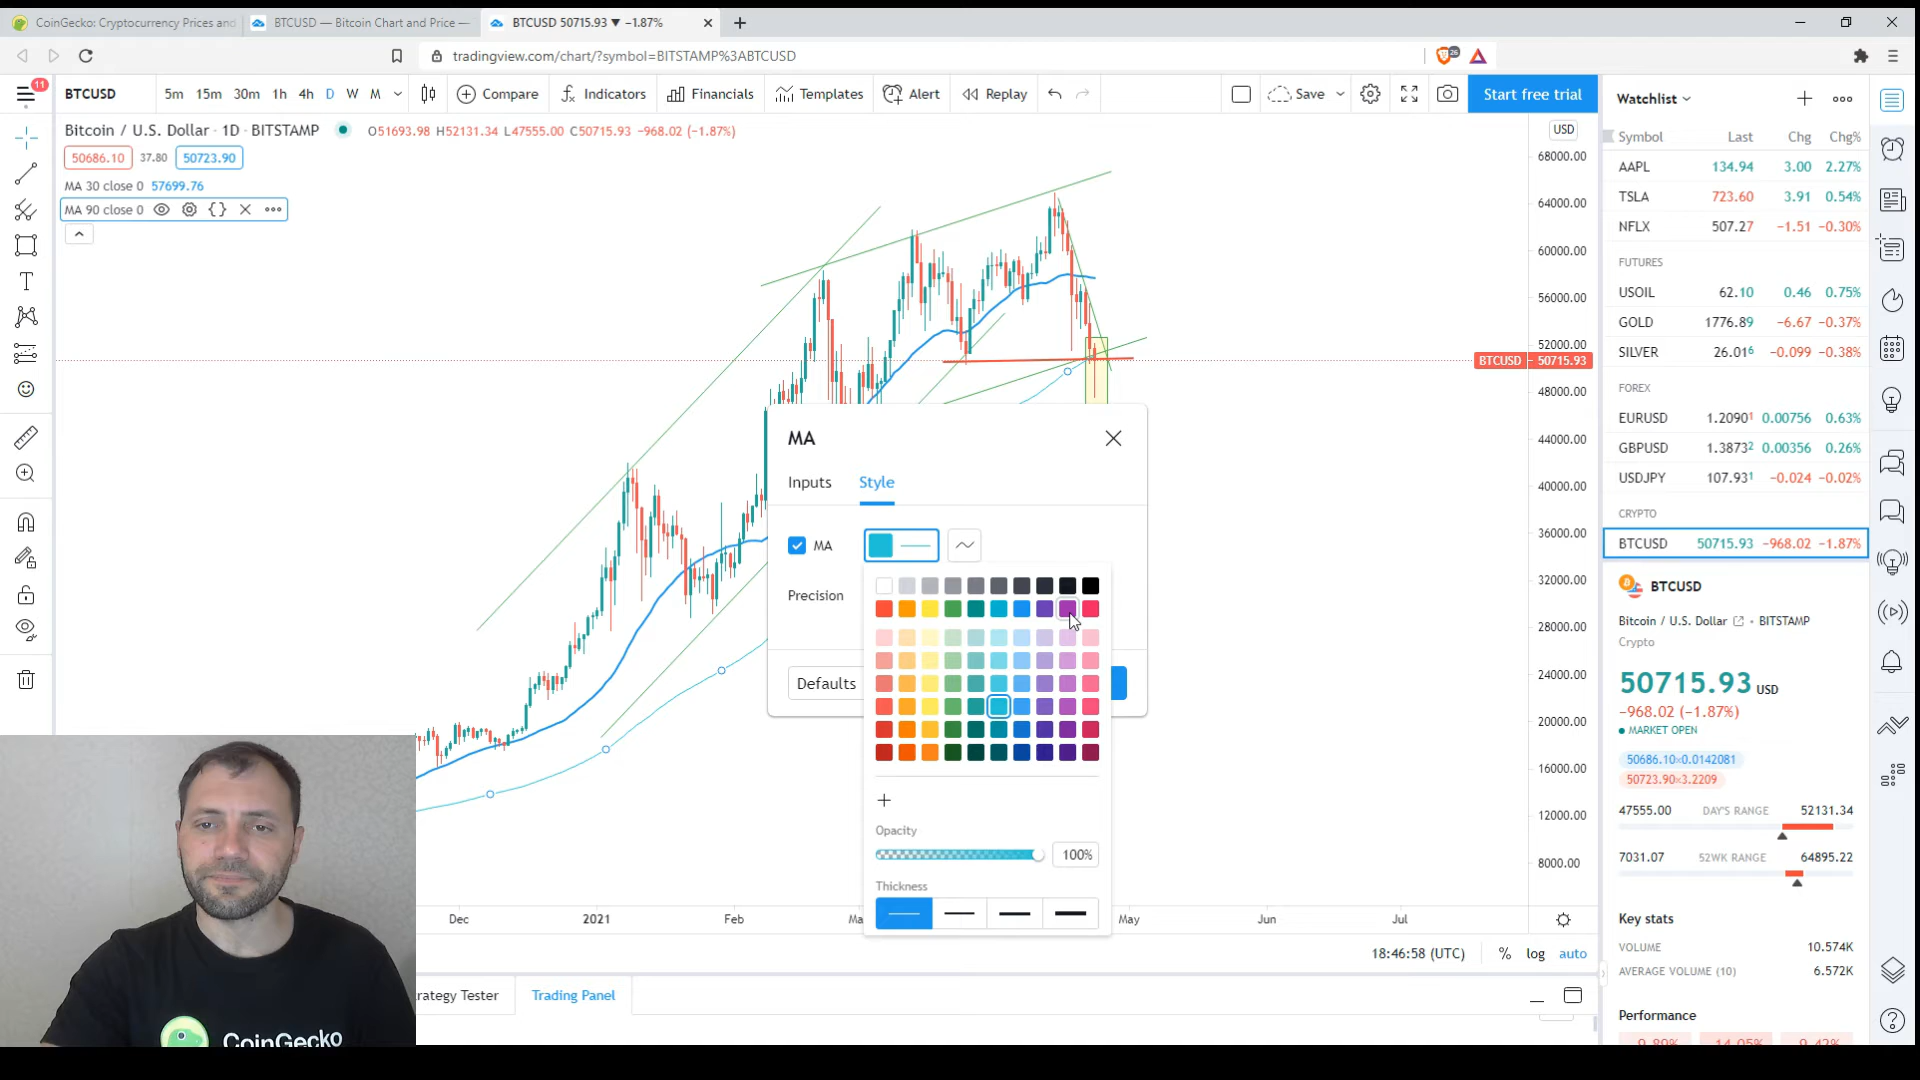 CoinGecko: Cryptocurrency Prices and
BTCUSD — Bitcoin Chart and Price —
BTCUSD 50715.93 ▼ −1.87%
tradingview.com/chart/?symbol=BITSTAMP%3ABTCUSD
26
11
BTCUSD 5m 15m 30m 1h 4h D W M Compare Indicators Financials Templates Alert Replay Save Start free trial
Bitcoin / U.S. Dollar · 1D · BITSTAMP O51693.98 H52131.34 L47555.00 C50715.93 −968.02 (−1.87%)
50686.10 37.80 50723.90
MA 30 close 0 57699.76
MA 90 close 0
USD
68000.00
64000.00
60000.00
56000.00
52000.00
BTCUSD 50715.93
48000.00
44000.00
40000.00
36000.00
32000.00
28000.00
24000.00
20000.00
16000.00
12000.00
8000.00
MA
Inputs Style
MA
Precision
Defaults
Opacity
100%
Thickness
Dec 2021 Feb May Jun Jul
18:46:58 (UTC) % log auto
Trading Panel
Tester
CoinGecko
Watchlist
Symbol Last Chg Chg%
AAPL 134.94 3.00 2.27%
TSLA 723.60 3.91 0.54%
NFLX 507.27 −1.51 −0.30%
FUTURES
USOIL 62.10 0.46 0.75%
GOLD 1776.89 −6.67 −0.37%
SILVER 26.016 −0.099 −0.38%
FOREX
EURUSD 1.20901 0.00756 0.63%
GBPUSD 1.38732 0.00356 0.26%
USDJPY 107.931 −0.024 −0.02%
CRYPTO
BTCUSD 50715.93 −968.02 −1.87%
BTCUSD
Bitcoin / U.S. Dollar • BITSTAMP
Crypto
50715.93 USD
−968.02 (−1.87%)
MARKET OPEN
50686.10×0.0142081
50723.90×3.2209
47555.00 DAY'S RANGE 52131.34
7031.07 52WK RANGE 64895.22
Key stats
VOLUME 10.574K
AVERAGE VOLUME (10) 6.572K
Performance